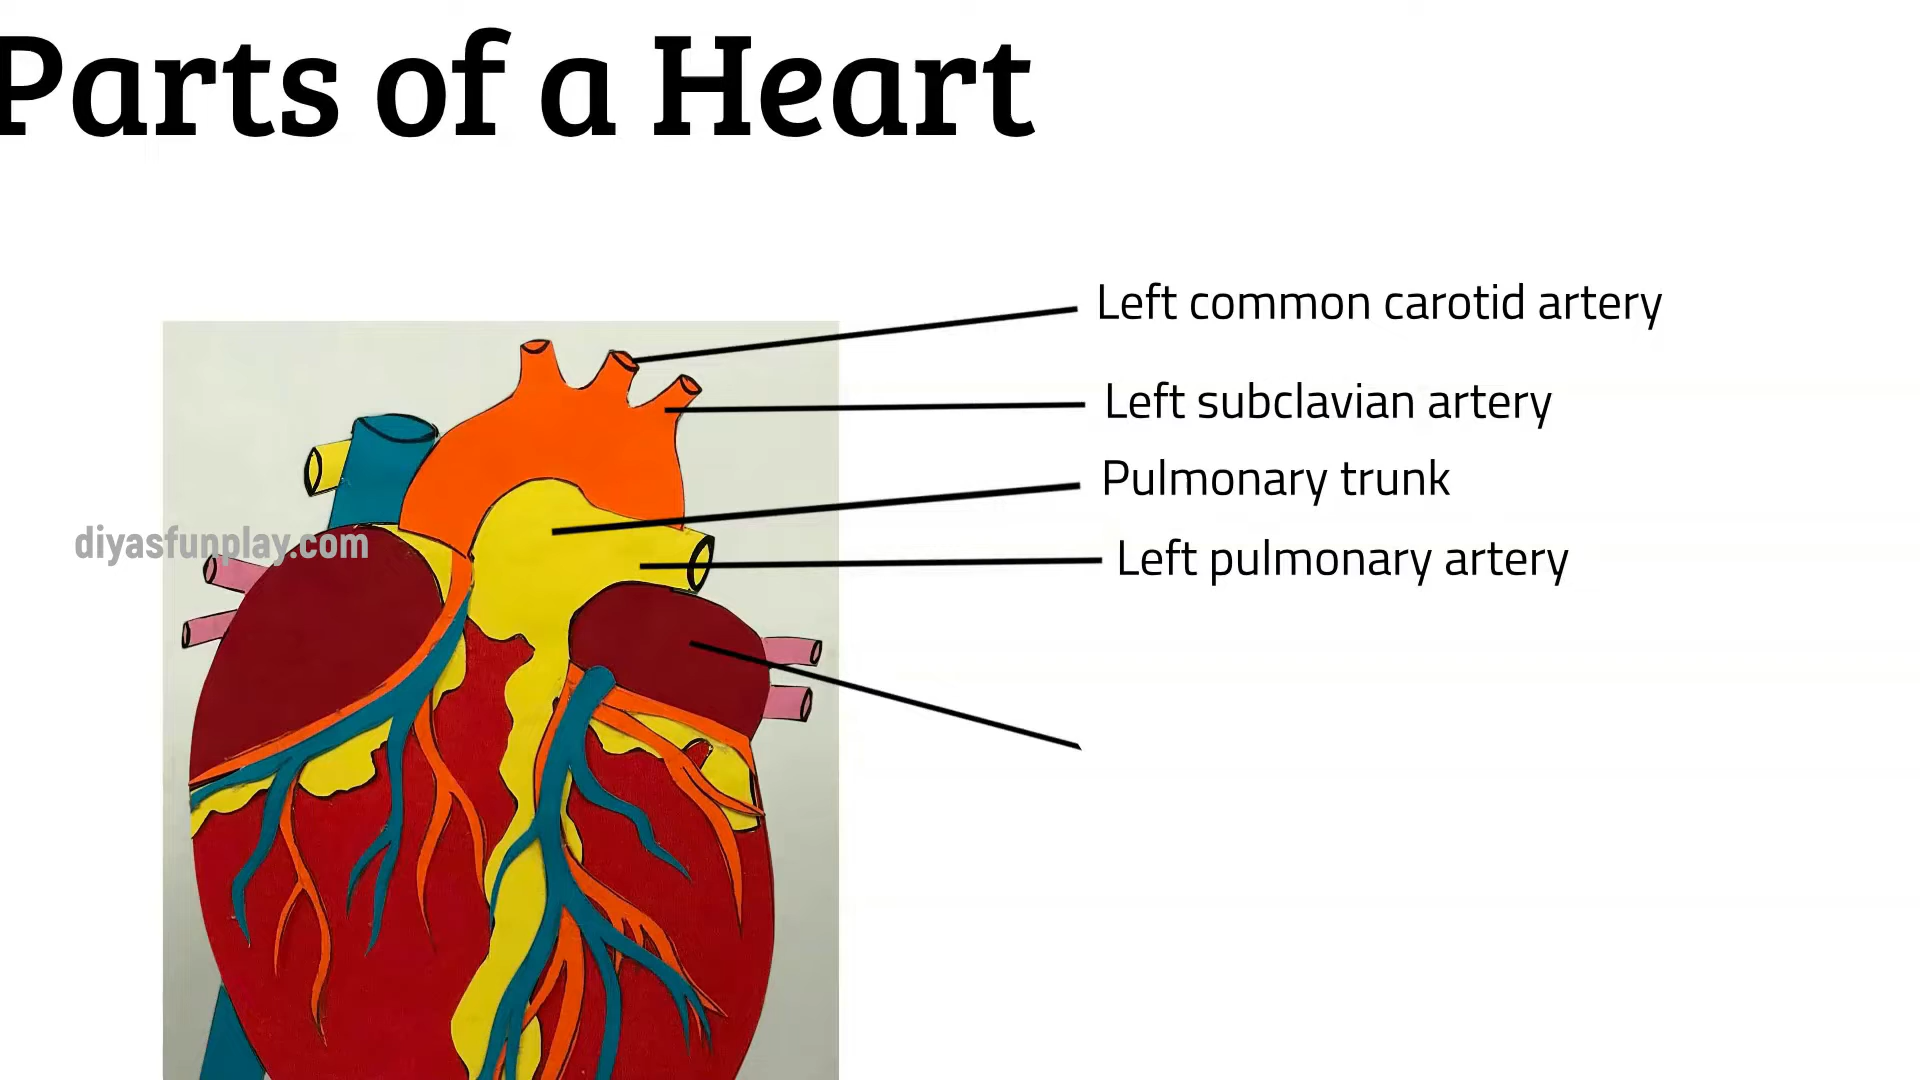 Parts of a Heart
Left common carotid artery
Left subclavian artery
Pulmonary trunk
Left pulmonary artery
diyasfunplay.com